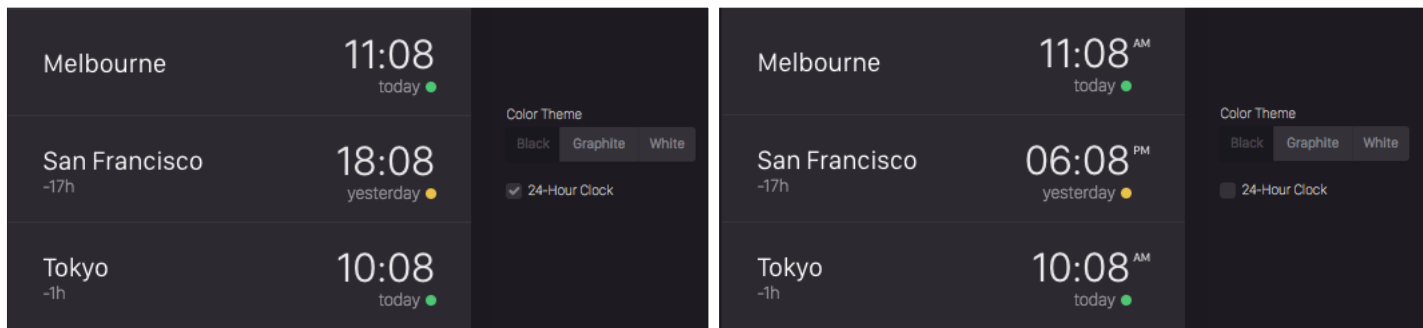 Melbourne
11:08
today
San Francisco
-17h
18:08
yesterday
Tokyo
-1h
10:08
today
Color Theme
Black Graphite White
24-Hour Clock
Melbourne
11:08 AM
today
San Francisco
-17h
06:08 PM
yesterday
Tokyo
-1h
10:08 AM
today
Color Theme
Black Graphite White
24-Hour Clock